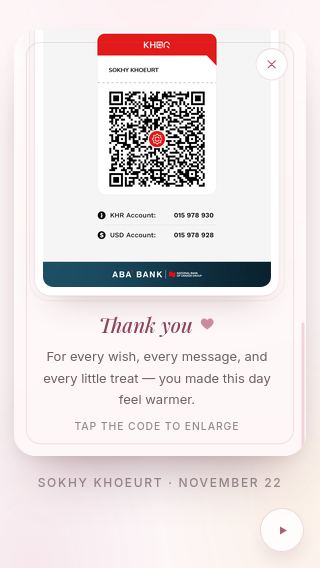 KHQR
SOKHY KHOEURT
KHR Account: 015 978 930
USD Account: 015 978 928
ABA BANK
Thank you
For every wish, every message, and
every little treat — you made this day
feel warmer.
TAP THE CODE TO ENLARGE
SOKHY KHOEURT · NOVEMBER 22